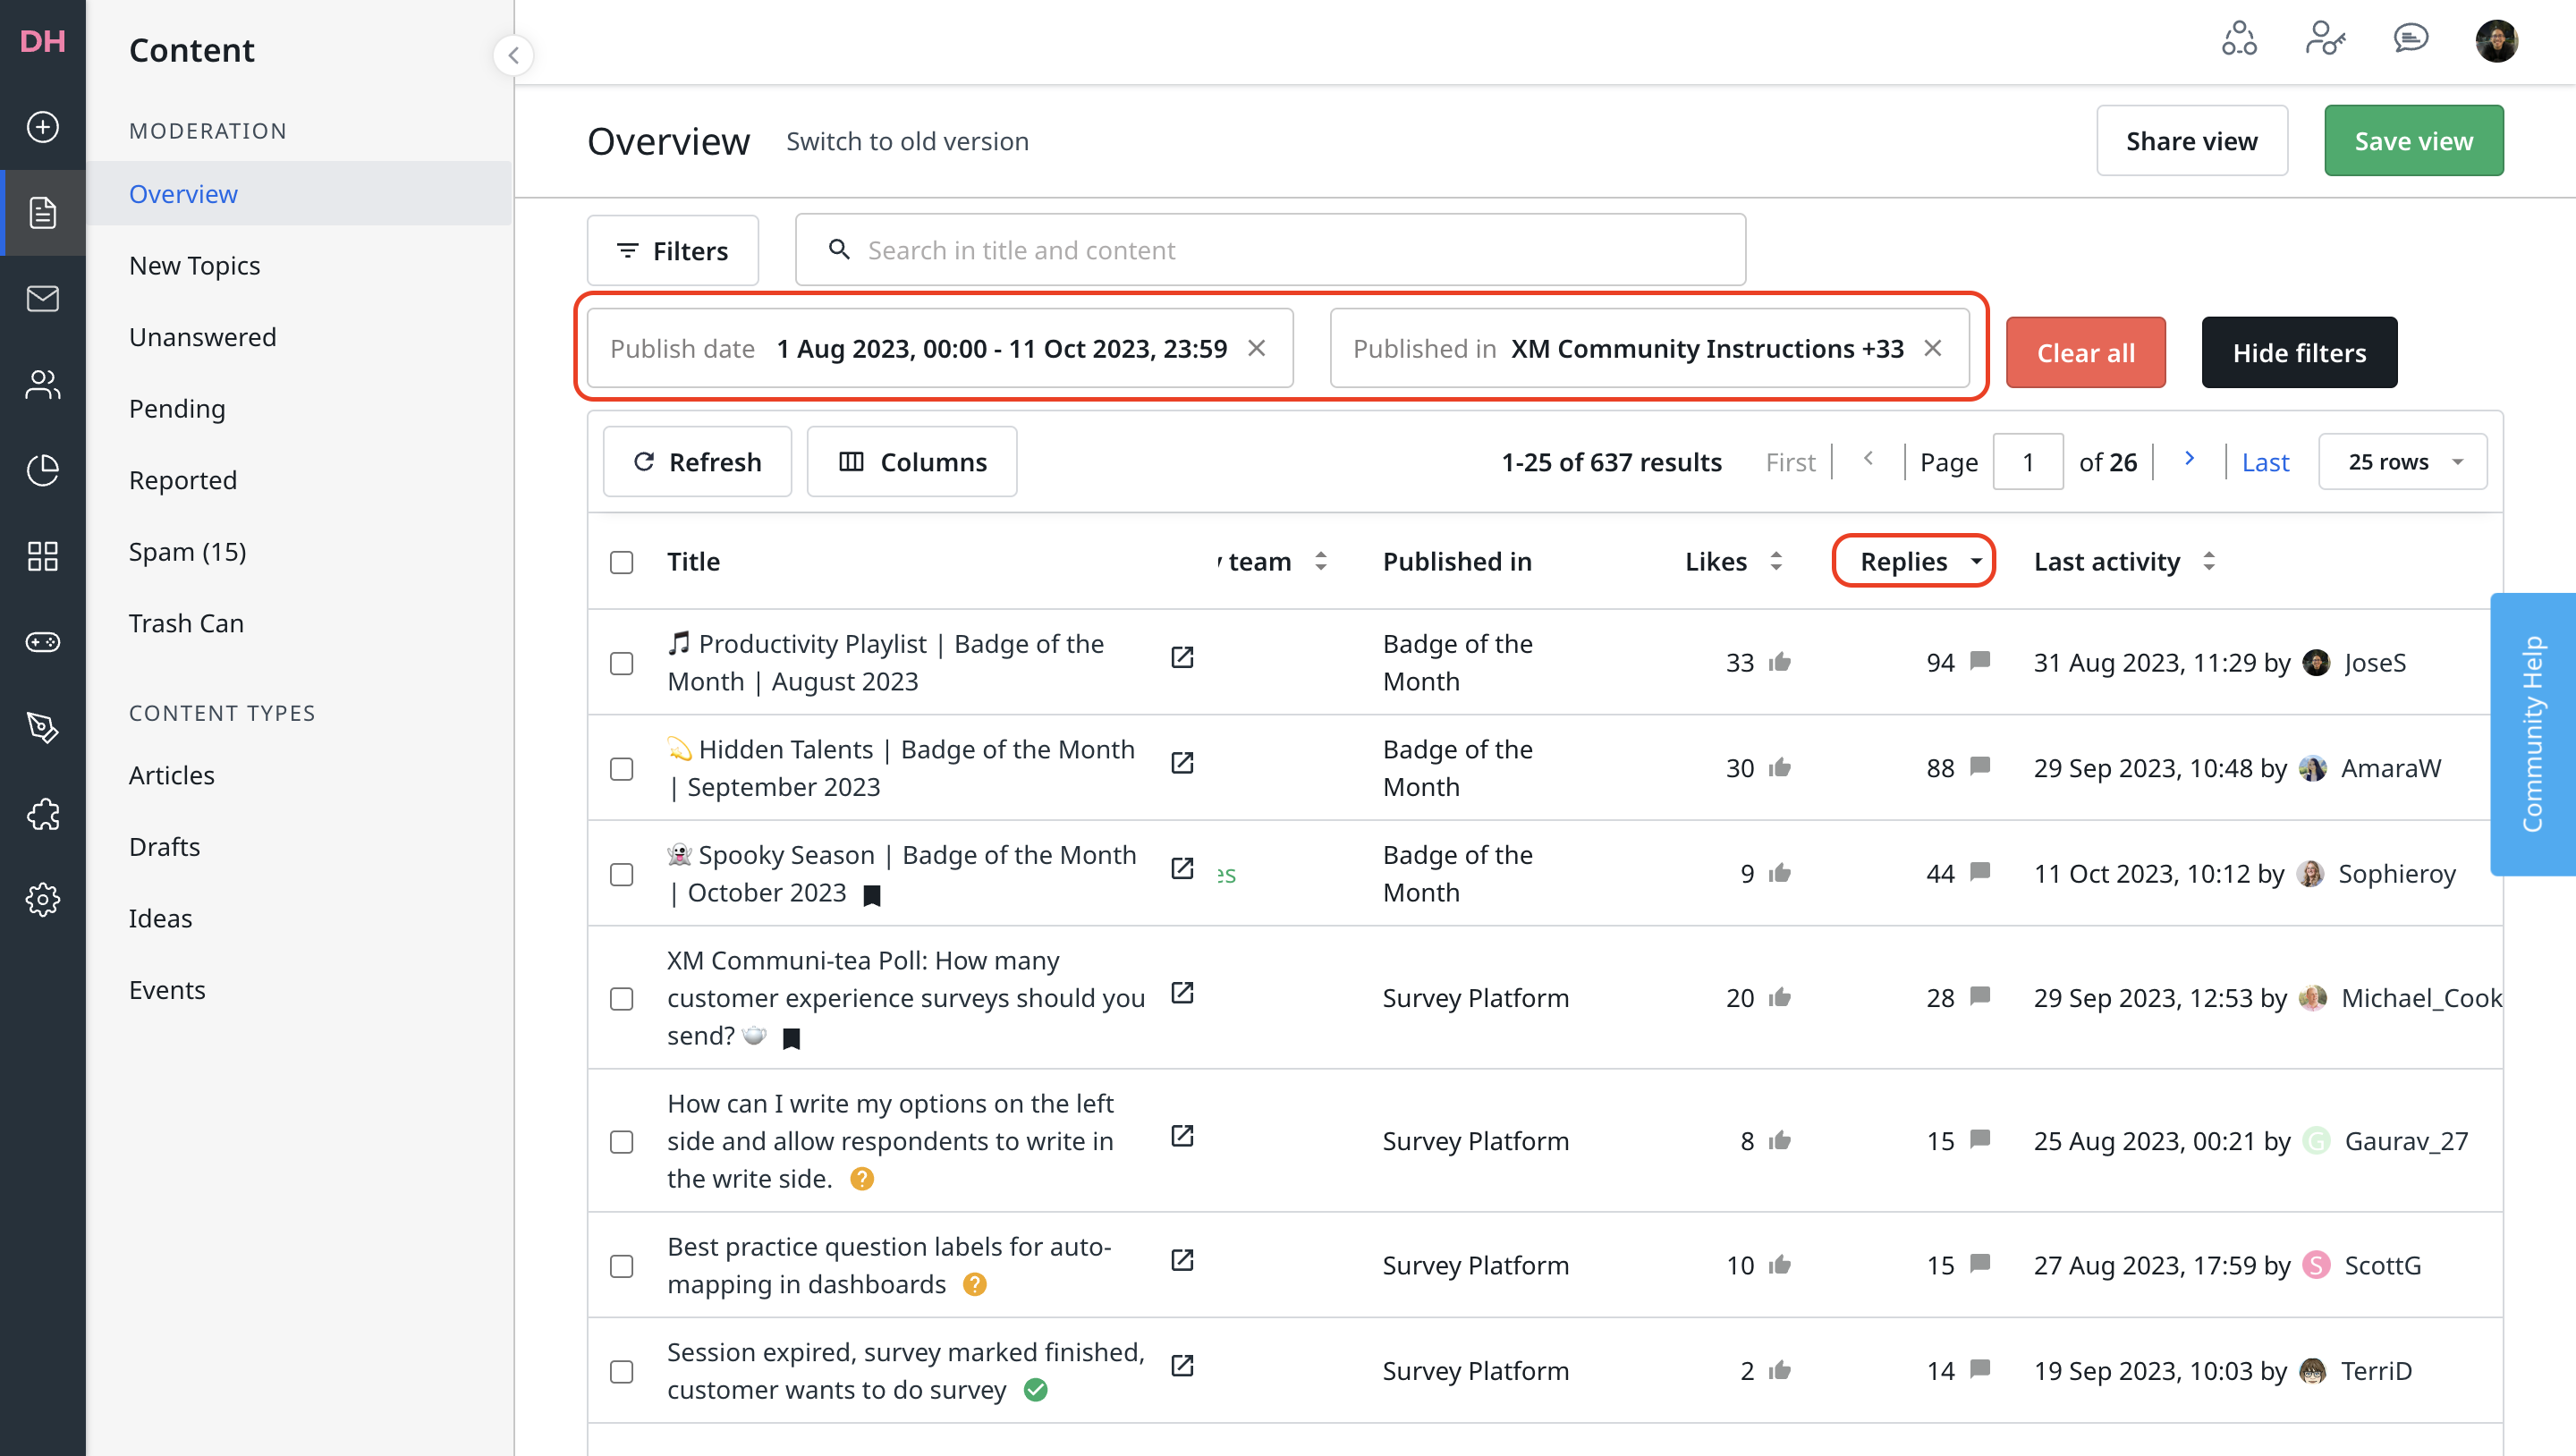 DH
Content
MODERATION
Overview
New Topics
Unanswered
Pending
Reported
Spam (15)
Trash Can
CONTENT TYPES
Articles
Drafts
Ideas
Events
Overview Switch to old version Share view Save view
Filters Search in title and content
Publish date 1 Aug 2023, 00:00 - 11 Oct 2023, 23:59 Published in XM Community Instructions +33 Clear all Hide filters
Refresh Columns 1-25 of 637 results First Page 1 of 26 Last 25 rows
Title team Published in Likes Replies Last activity
Productivity Playlist | Badge of the
Month | August 2023
Badge of the
Month
33 94 31 Aug 2023, 11:29 by JoseS
Hidden Talents | Badge of the Month
| September 2023
Badge of the
Month
30 88 29 Sep 2023, 10:48 by AmaraW
Spooky Season | Badge of the Month
| October 2023
es
Badge of the
Month
9 44 11 Oct 2023, 10:12 by Sophieroy
XM Communi-tea Poll: How many
customer experience surveys should you
send?
Survey Platform 20 28 29 Sep 2023, 12:53 by Michael_Cook
How can I write my options on the left
side and allow respondents to write in
the write side. ?
Survey Platform 8 15 25 Aug 2023, 00:21 by G Gaurav_27
Best practice question labels for auto-
mapping in dashboards ?
Survey Platform 10 15 27 Aug 2023, 17:59 by S ScottG
Session expired, survey marked finished,
customer wants to do survey
Survey Platform 2 14 19 Sep 2023, 10:03 by TerriD
Community Help